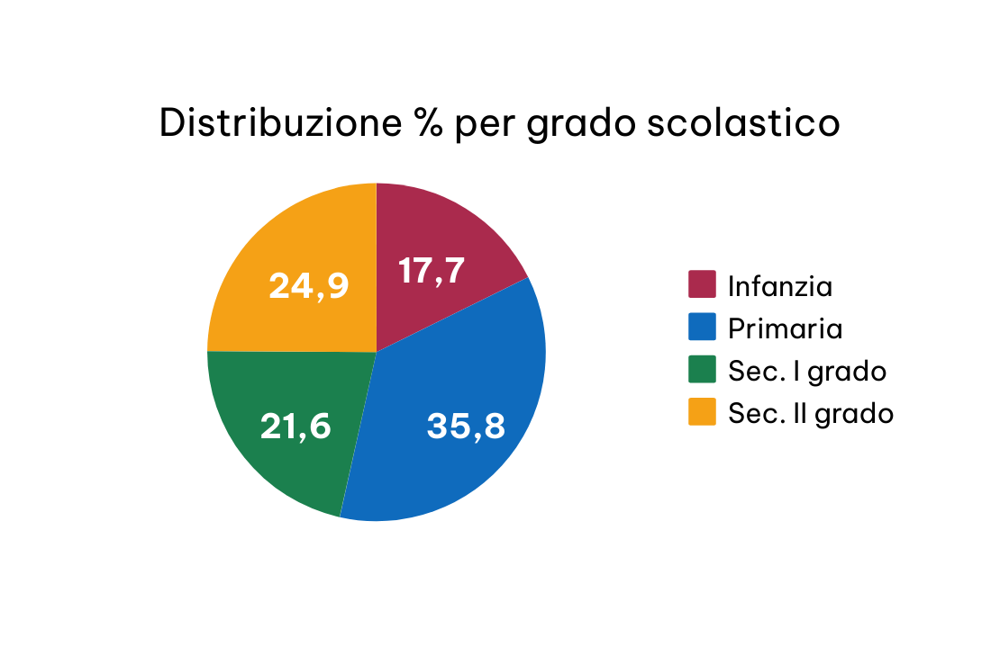 Distribuzione % per grado scolastico
17,7
24,9
21,6
35,8
Infanzia
Primaria
Sec. I grado
Sec. II grado